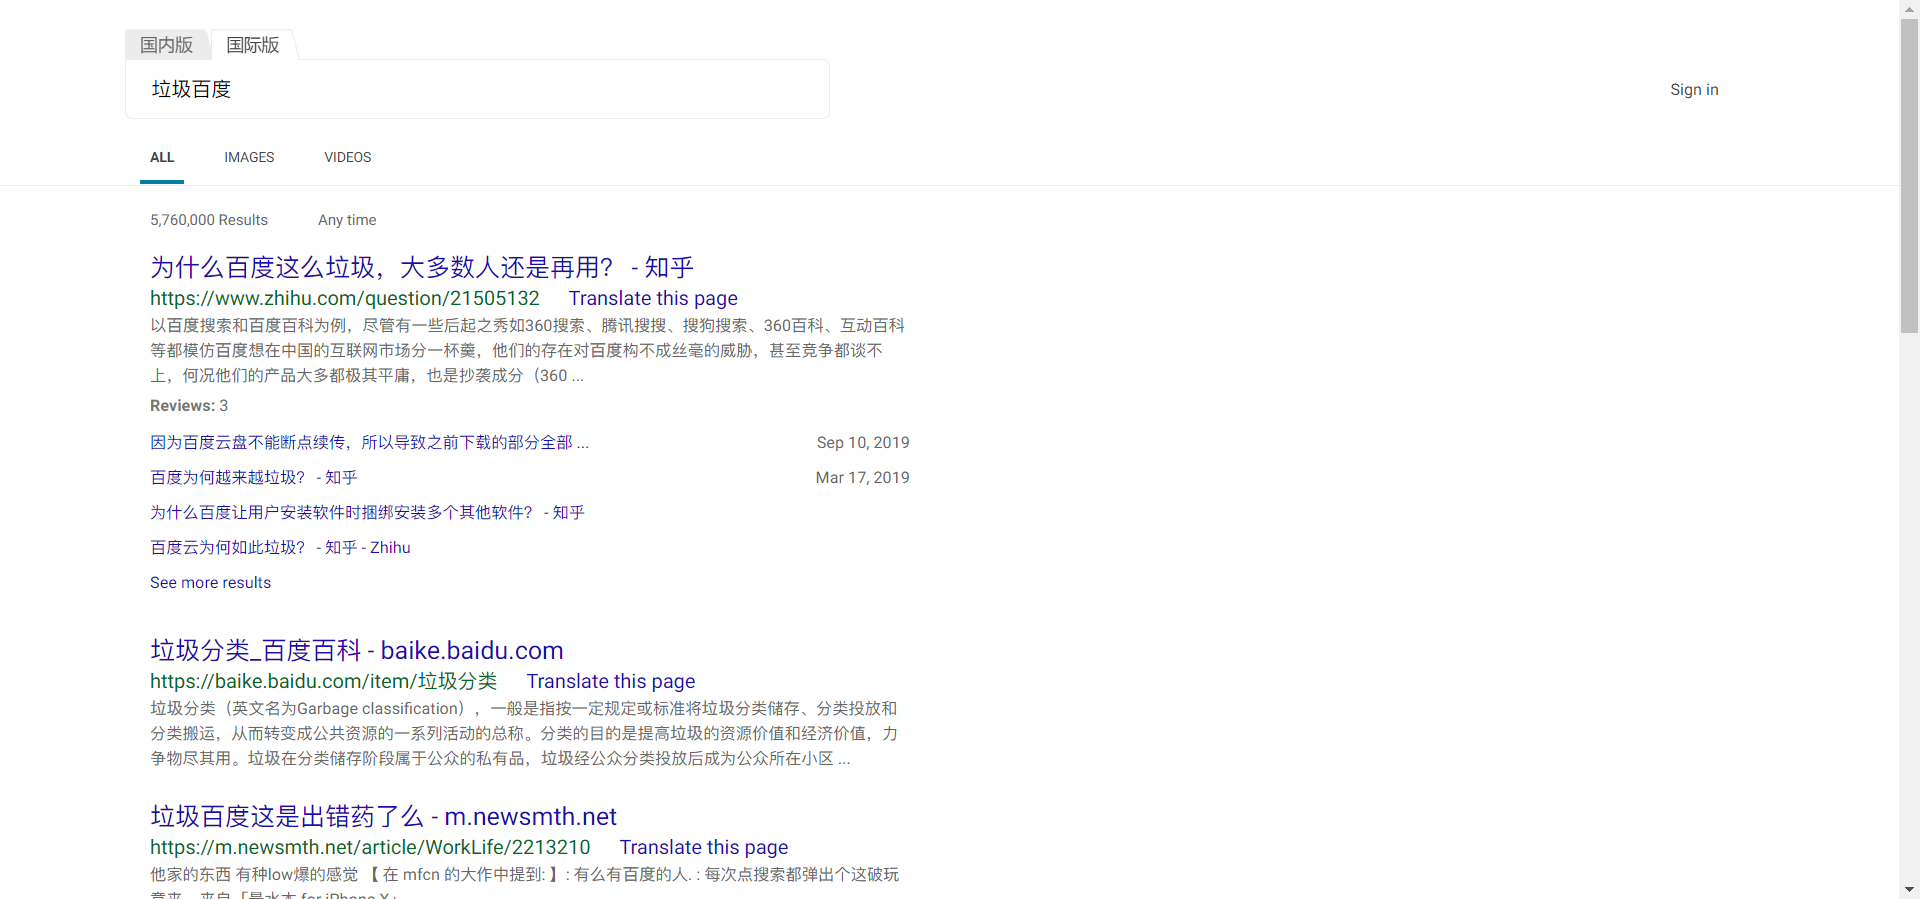 国内版 国际版
垃圾百度
Sign in
ALL IMAGES VIDEOS
5,760,000 Results Any time
为什么百度这么垃圾，大多数人还是再用？ - 知乎
https://www.zhihu.com/question/21505132 Translate this page
以百度搜索和百度百科为例，尽管有一些后起之秀如360搜索、腾讯搜搜、搜狗搜索、360百科、互动百科
等都模仿百度想在中国的互联网市场分一杯羹，他们的存在对百度构不成丝毫的威胁，甚至竞争都谈不
上，何况他们的产品大多都极其平庸，也是抄袭成分（360 ...
Reviews: 3
因为百度云盘不能断点续传，所以导致之前下载的部分全部 ... Sep 10, 2019
百度为何越来越垃圾？ - 知乎 Mar 17, 2019
为什么百度让用户安装软件时捆绑安装多个其他软件？ - 知乎
百度云为何如此垃圾？ - 知乎 - Zhihu
See more results
垃圾分类_百度百科 - baike.baidu.com
https://baike.baidu.com/item/垃圾分类 Translate this page
垃圾分类（英文名为Garbage classification），一般是指按一定规定或标准将垃圾分类储存、分类投放和
分类搬运，从而转变成公共资源的一系列活动的总称。分类的目的是提高垃圾的资源价值和经济价值，力
争物尽其用。垃圾在分类储存阶段属于公众的私有品，垃圾经公众分类投放后成为公众所在小区 ...
垃圾百度这是出错药了么 - m.newsmth.net
https://m.newsmth.net/article/WorkLife/2213210 Translate this page
他家的东西 有种low爆的感觉 【 在 mfcn 的大作中提到: 】: 有么有百度的人. : 每次点搜索都弹出个这破玩